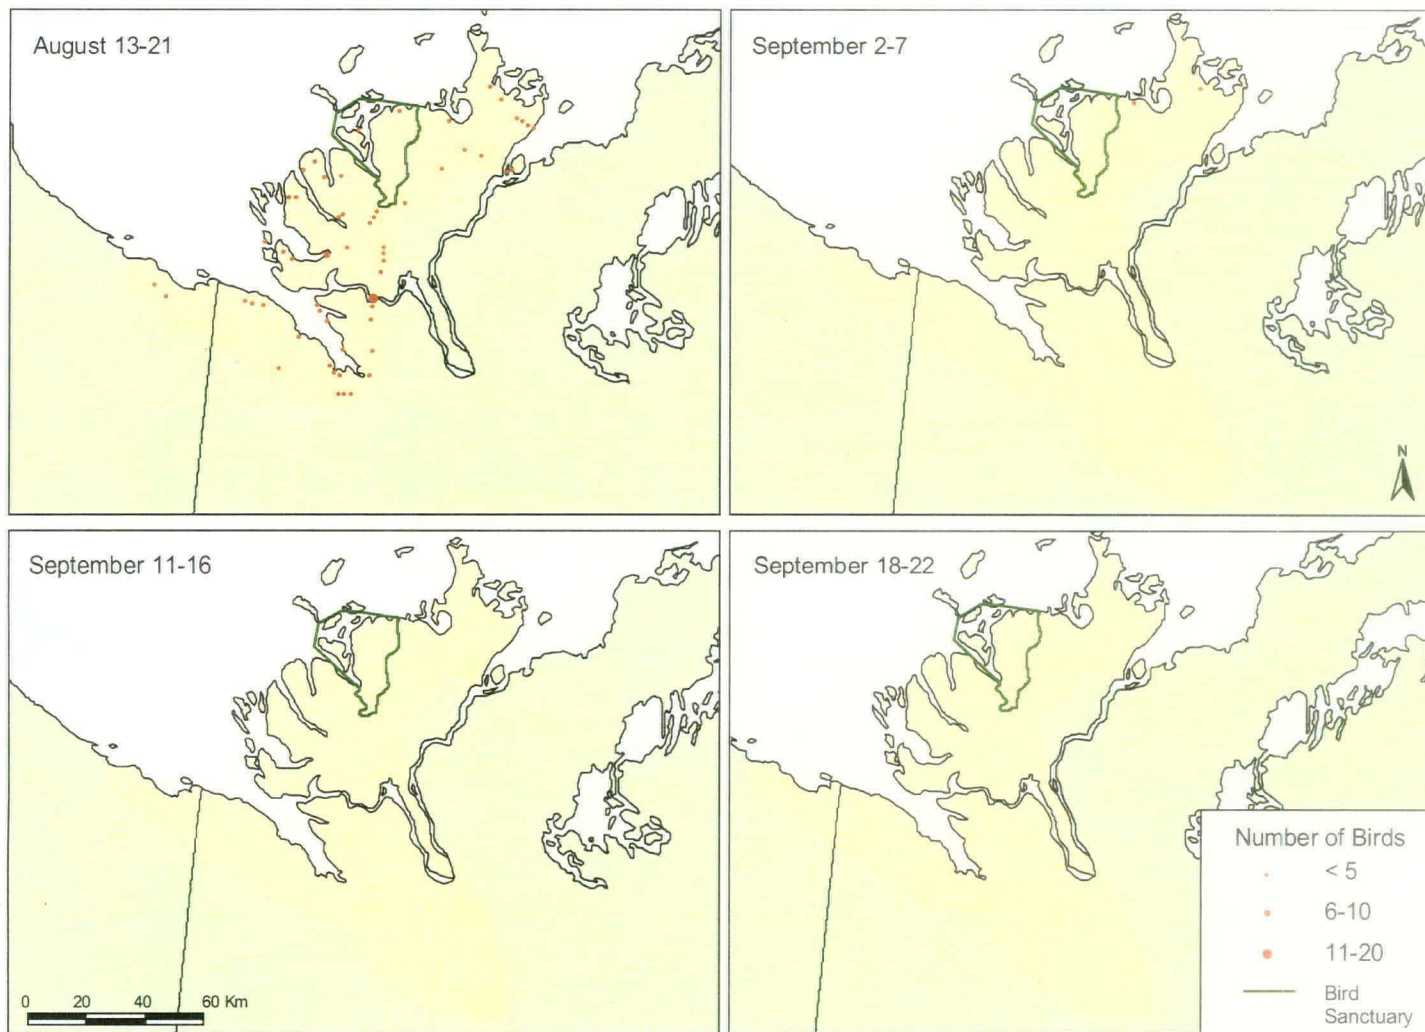 August 13-21
September 2-7
N
September 11-16
September 18-22
0 20 40 60 Km
Number of Birds
< 5
6-10
11-20
Bird
Sanctuary